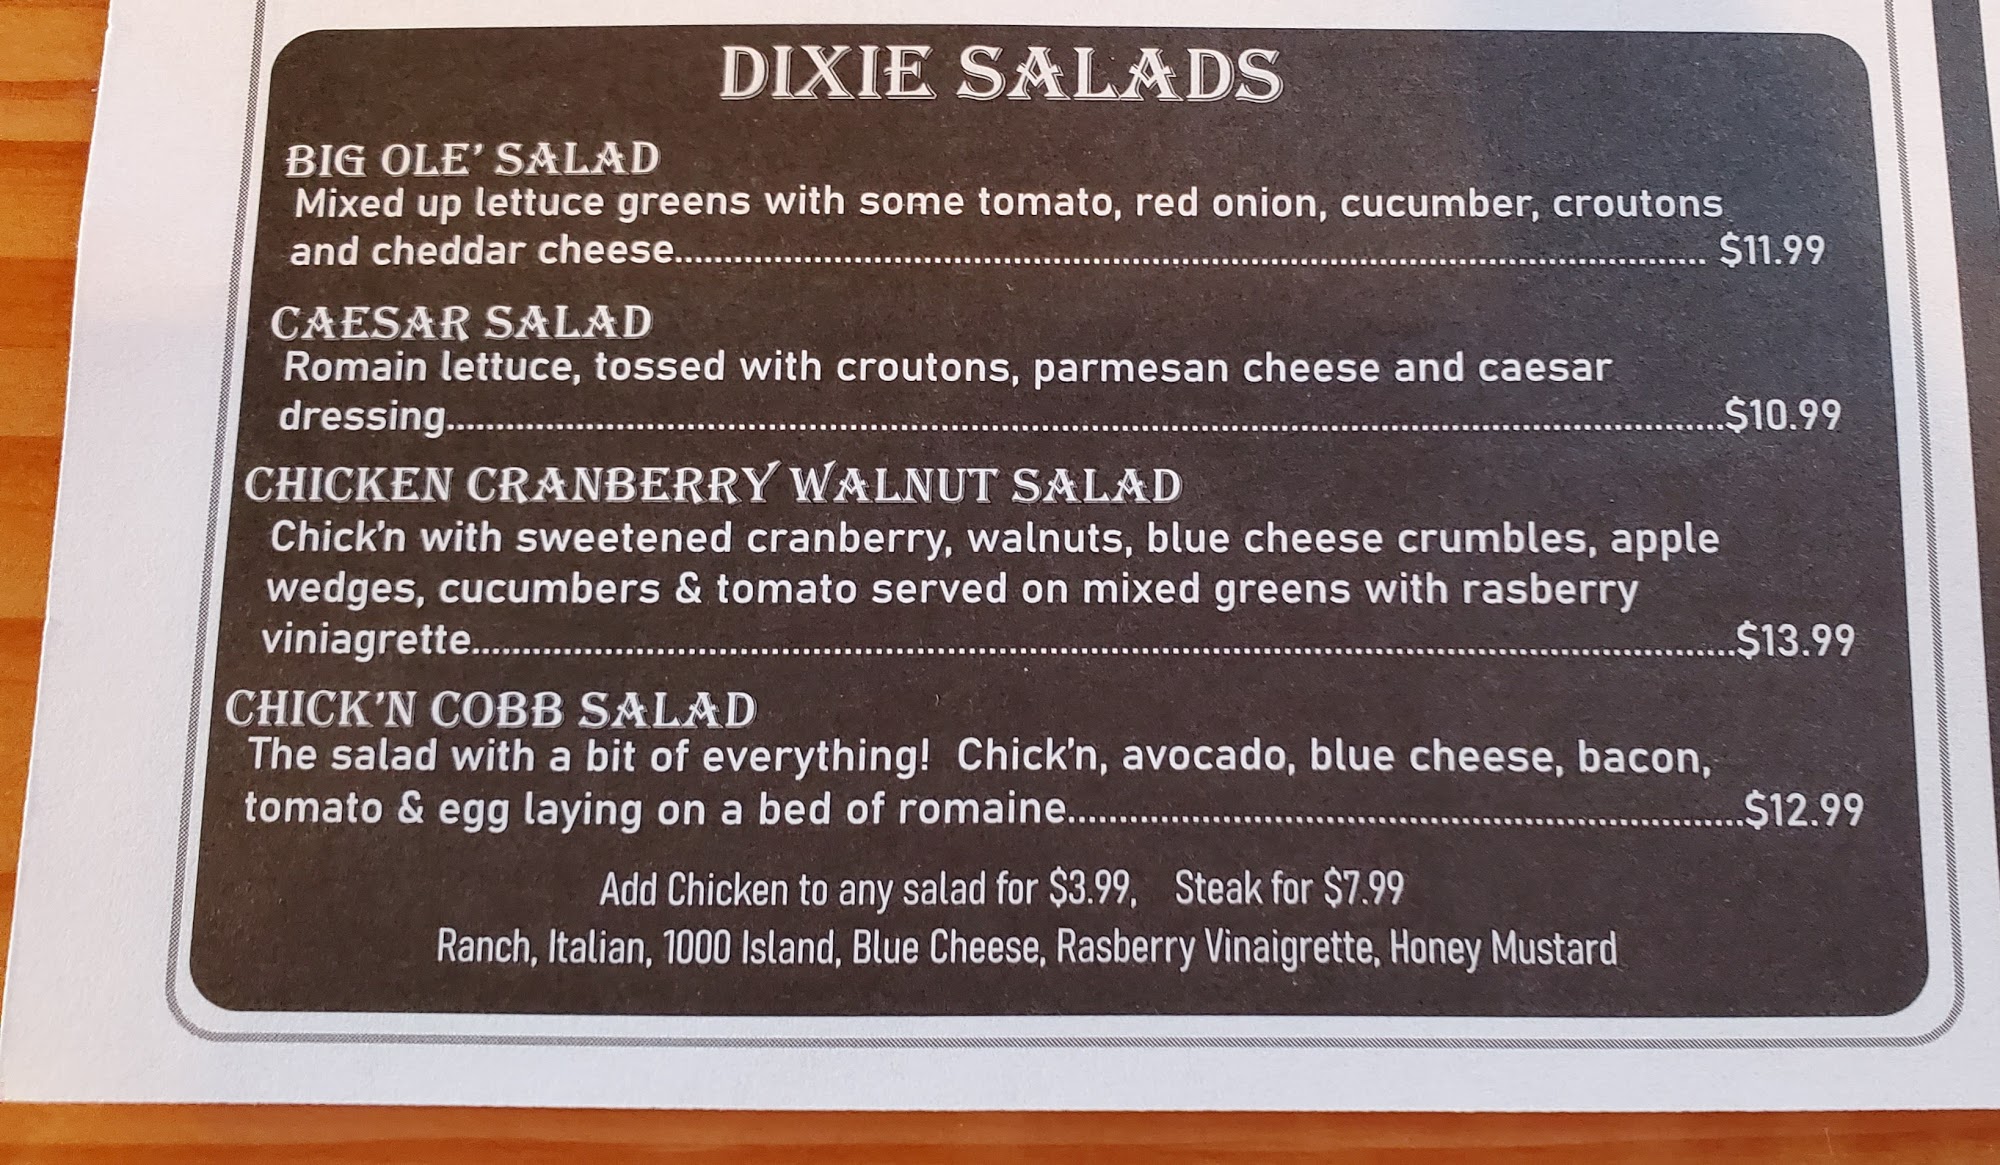 DIXIE SALADS
BIG OLE' SALAD
Mixed up lettuce greens with some tomato, red onion, cucumber, croutons
and cheddar cheese.......... $11.99
CAESAR SALAD
Romain lettuce, tossed with croutons, parmesan cheese and caesar
dressing..........$10.99
CHICKEN CRANBERRY WALNUT SALAD
Chick'n with sweetened cranberry, walnuts, blue cheese crumbles, apple
wedges, cucumbers & tomato served on mixed greens with rasberry
viniagrette..........$13.99
CHICK'N COBB SALAD
The salad with a bit of everything! Chick'n, avocado, blue cheese, bacon,
tomato & egg laying on a bed of romaine..........$12.99
Add Chicken to any salad for $3.99, Steak for $7.99
Ranch, Italian, 1000 Island, Blue Cheese, Rasberry Vinaigrette, Honey Mustard